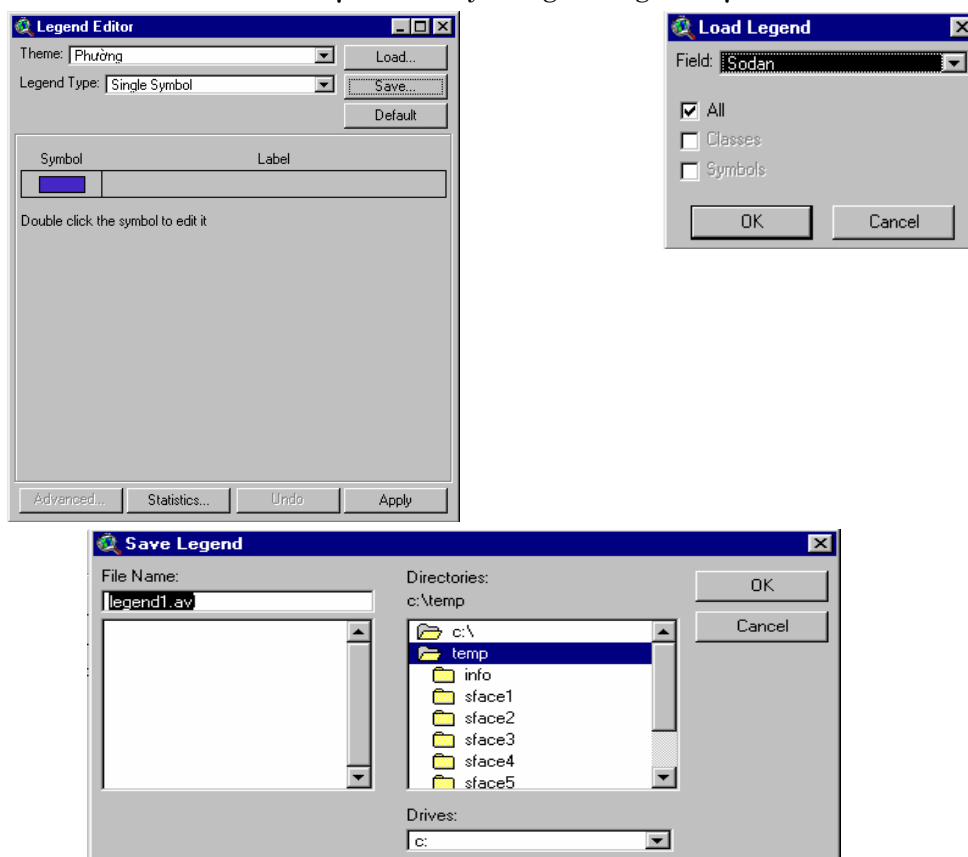 Legend Editor
Theme: Phường
Load...
Legend Type: Single Symbol
Save...
Default
Symbol Label
Double click the symbol to edit it
Advanced... Statistics... Undo Apply
Load Legend
Field: Sodan
All
Classes
Symbols
OK Cancel
Save Legend
File Name:
legend1.avl
Directories:
c:\temp
OK
Cancel
c:\
temp
info
sface1
sface2
sface3
sface4
sface5
Drives:
c: